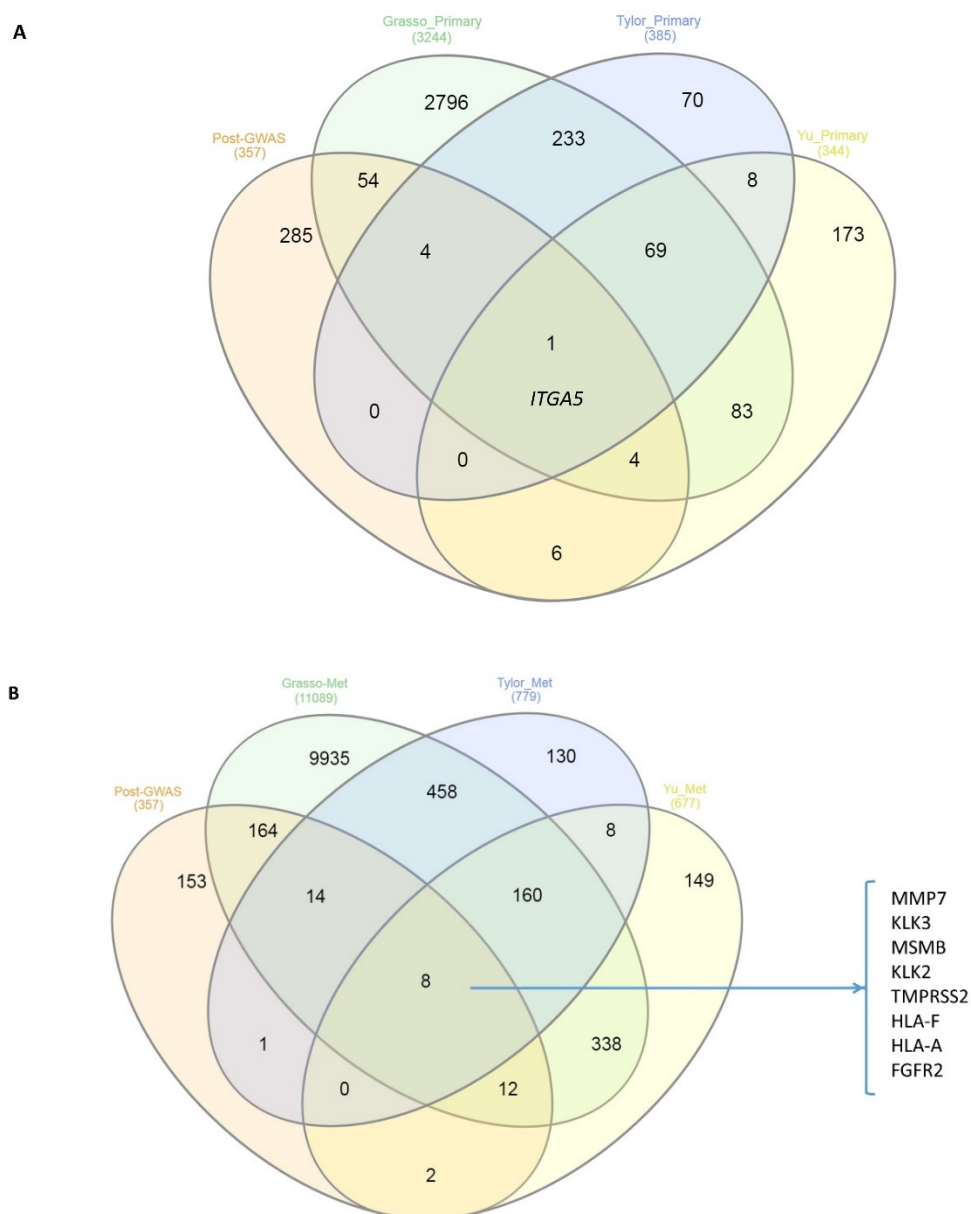 A
Grasso_Primary
(3244)
Tylor_Primary
(385)
Post-GWAS
(357)
Yu_Primary
(344)
2796
70
233
54
8
285
173
4
69
1
ITGA5
0
83
0
4
6
B
Grasso-Met
(11089)
Tylor_Met
(779)
Post-GWAS
(357)
Yu_Met
(677)
9935
130
458
164
8
153
149
14
160
8
1
338
0
12
2
MMP7
KLK3
MSMB
KLK2
TMPRSS2
HLA-F
HLA-A
FGFR2